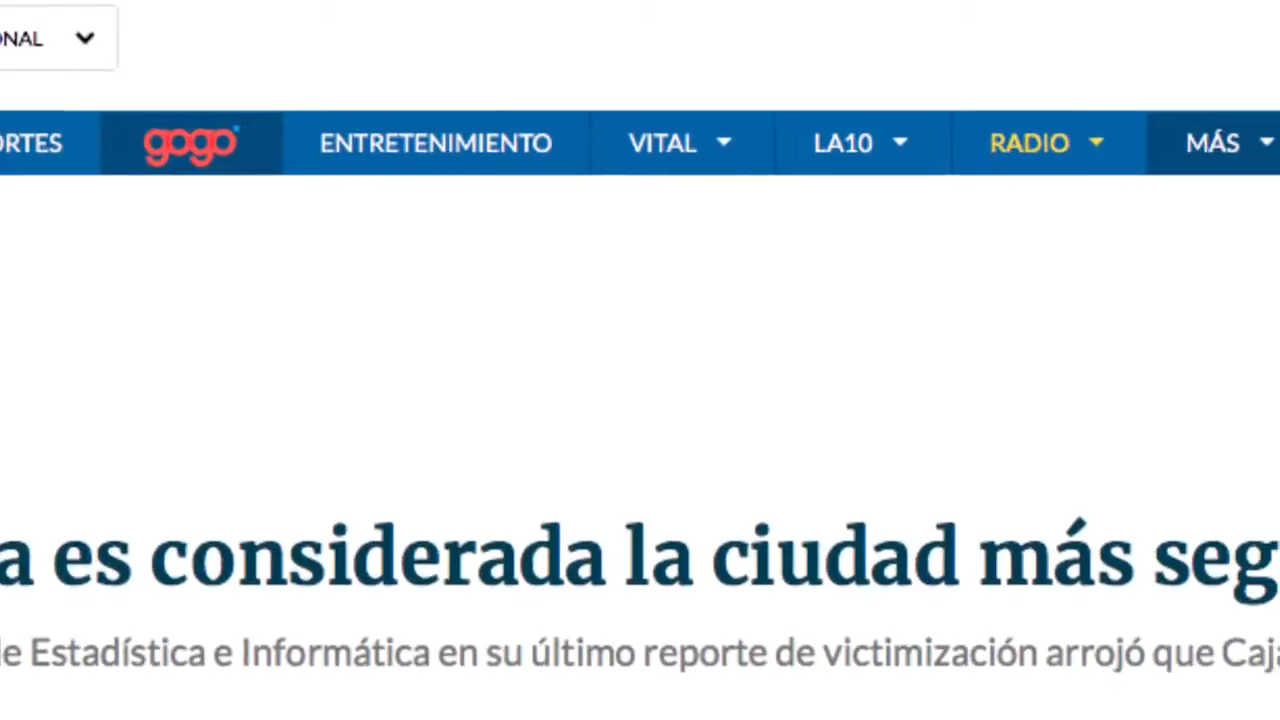 ONAL
ORTES gogo ENTRETENIMIENTO VITAL LA10 RADIO MÁS
a es considerada la ciudad más seg
de Estadística e Informática en su último reporte de victimización arrojó que Caja